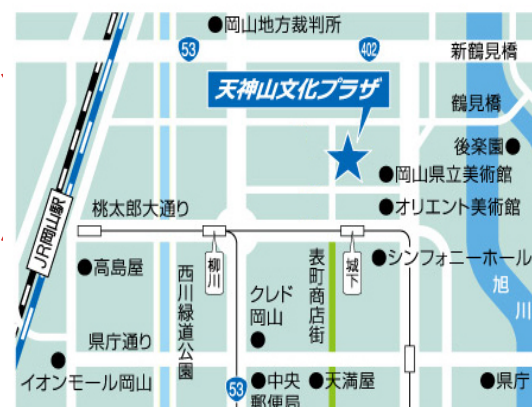 岡山地方裁判所
53
402
新鶴見橋
天神山文化プラザ
鶴見橋
後楽園
岡山県立美術館
桃太郎大通り
オリエント美術館
JR岡山駅
柳川
城下
シンフォニーホール
高島屋
西川緑道公園
クレド
岡山
表町商店街
旭川
県庁通り
イオンモール岡山
53
中央
郵便局
天満屋
県庁